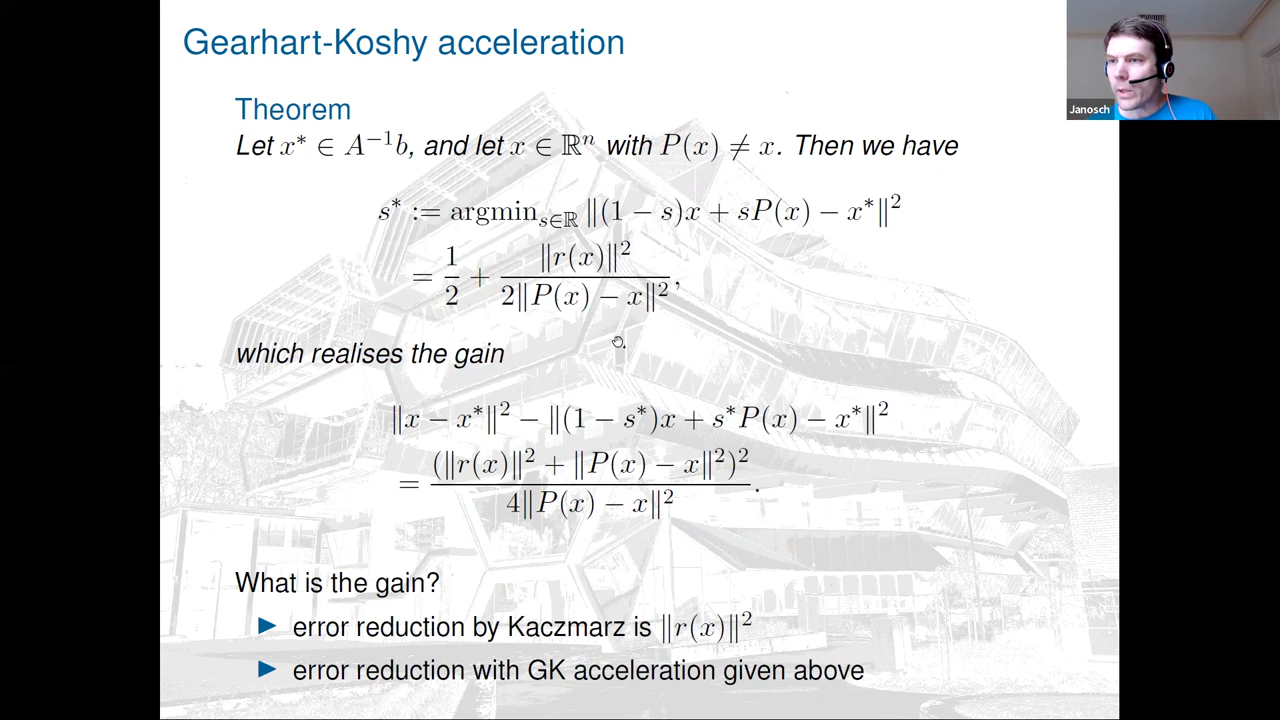 Gearhart-Koshy acceleration
Janosch
Theorem
Let x* ∈ A⁻¹b, and let x ∈ ℝⁿ with P(x) ≠ x. Then we have
s* := argmin_{s∈ℝ} ‖(1 − s)x + sP(x) − x*‖²
= 1/2 + ‖r(x)‖² / 2‖P(x) − x‖²,
which realises the gain
‖x − x*‖² − ‖(1 − s*)x + s*P(x) − x*‖²
= (‖r(x)‖² + ‖P(x) − x‖²)² / 4‖P(x) − x‖².
What is the gain?
▶ error reduction by Kaczmarz is ‖r(x)‖²
▶ error reduction with GK acceleration given above